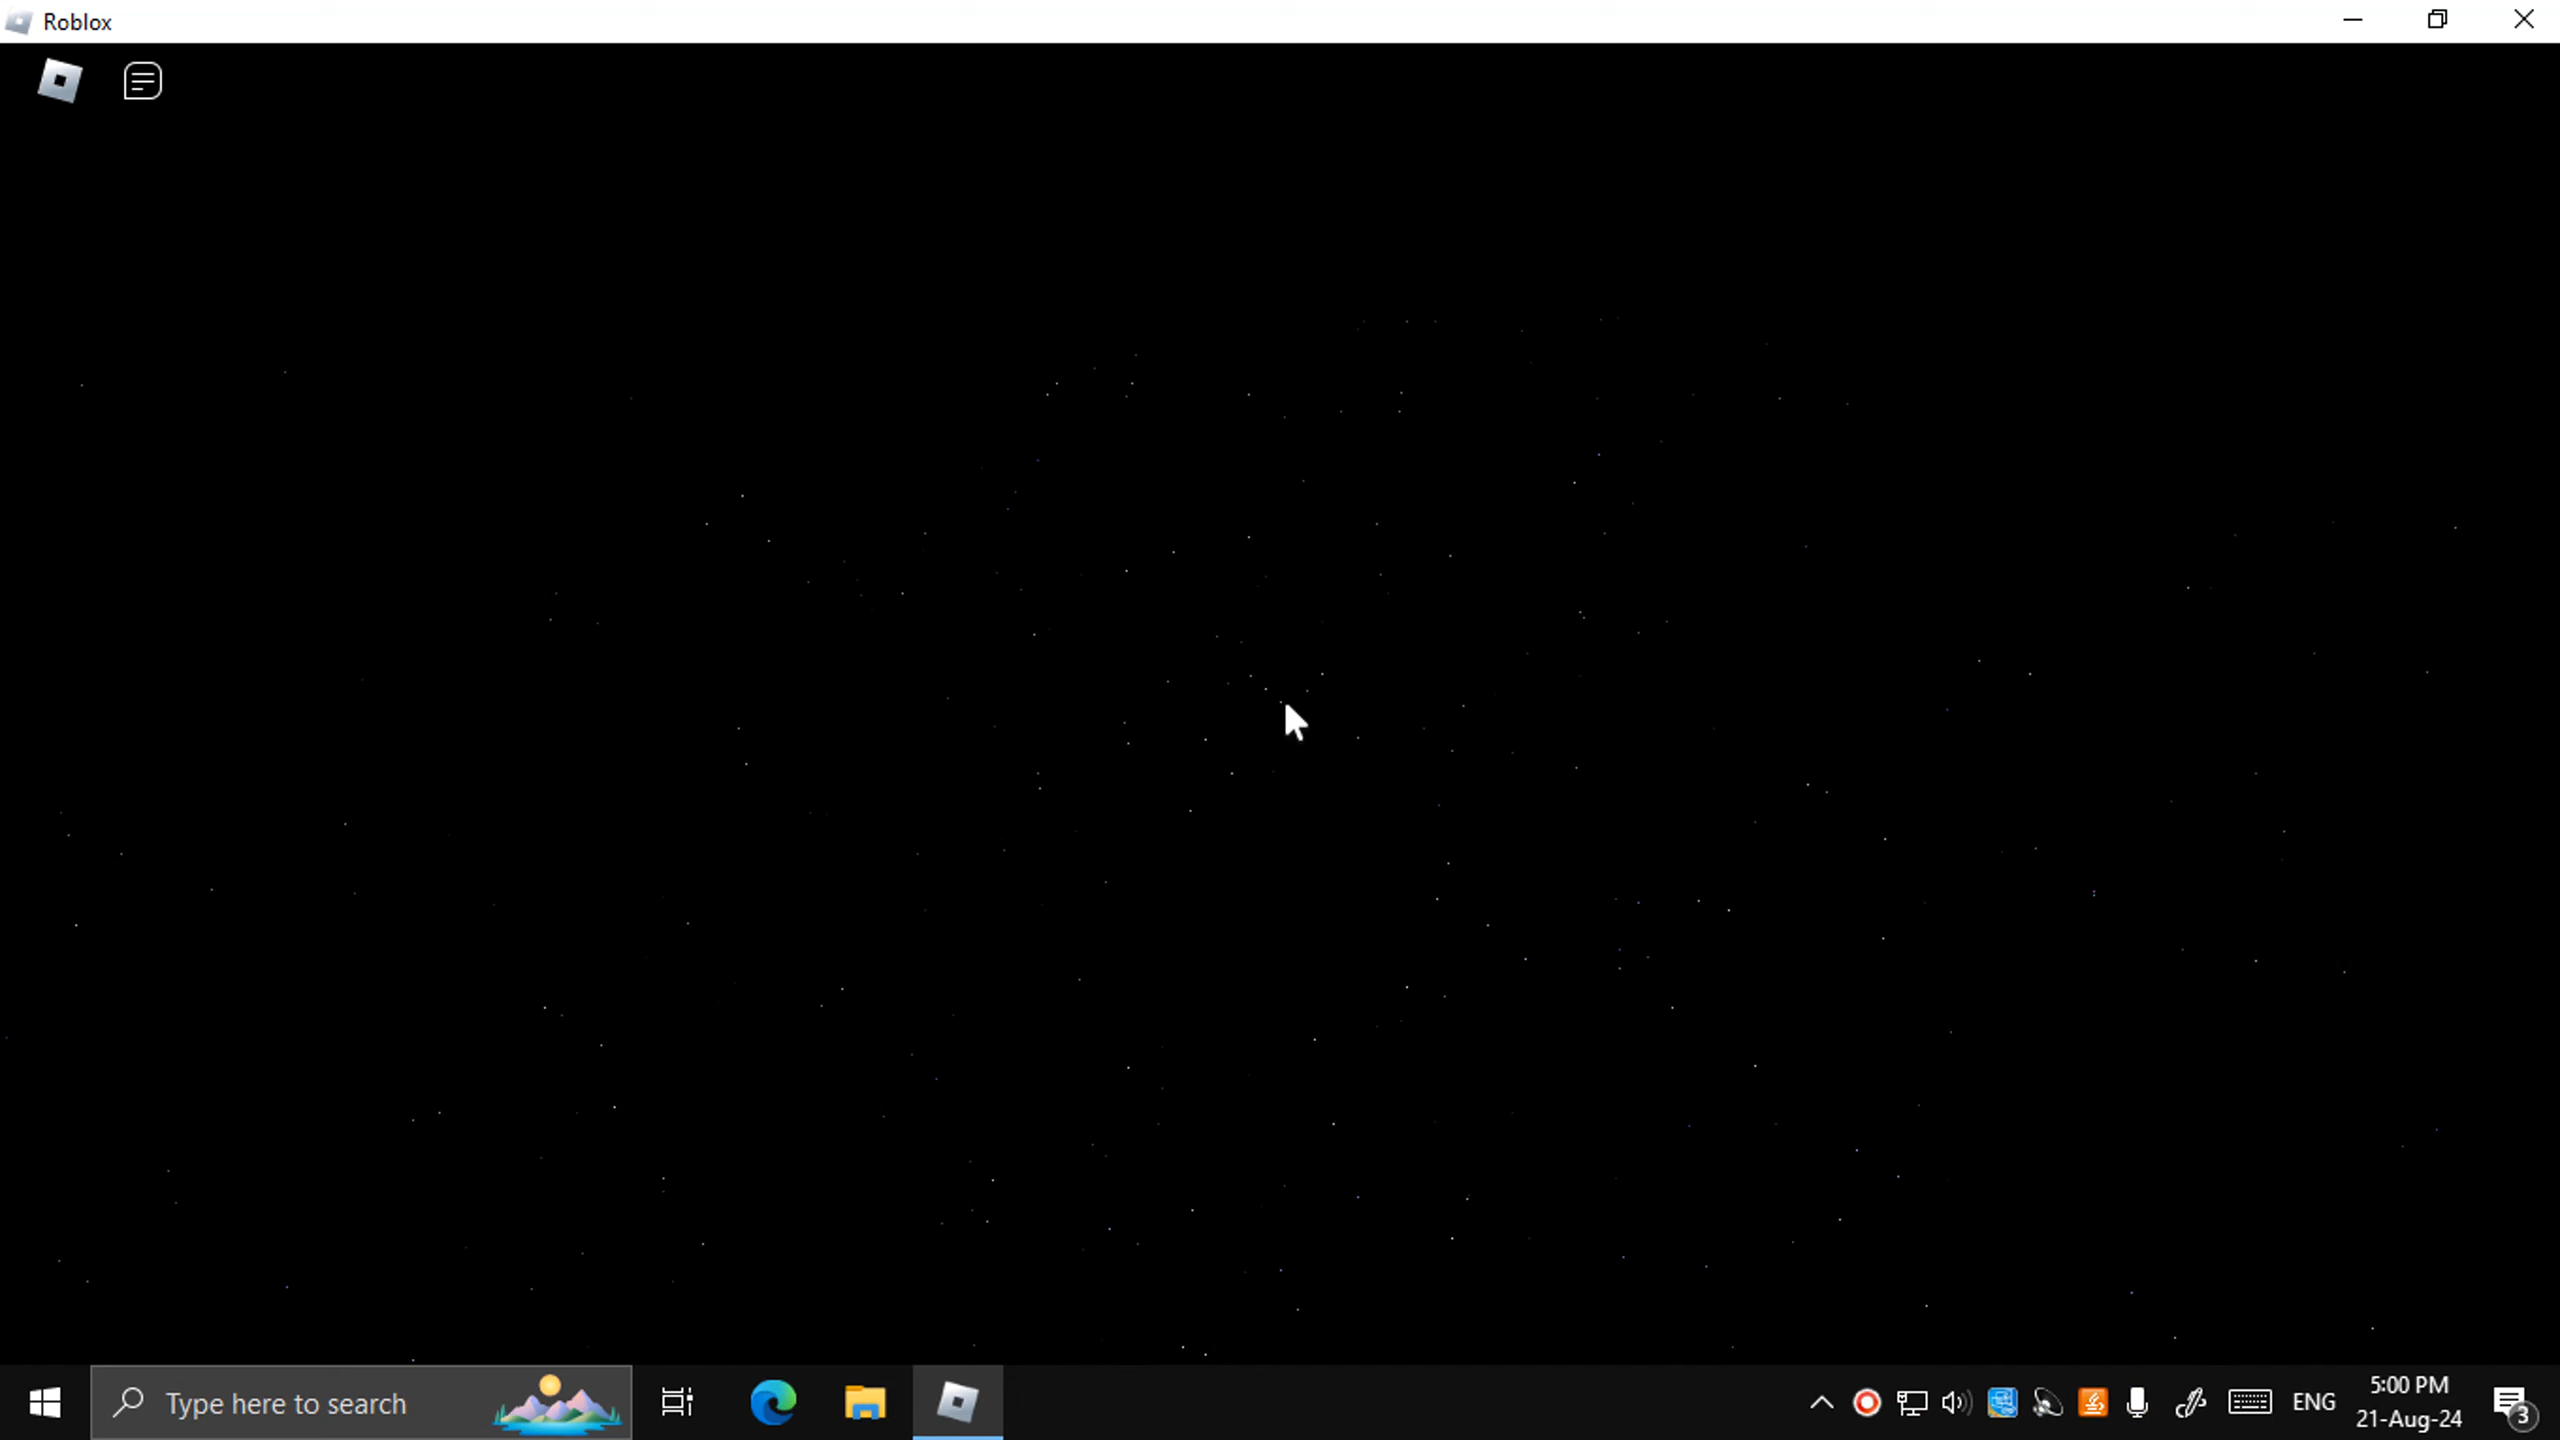 Roblox
Type here to search
ENG
5:00 PM
21-Aug-24
3